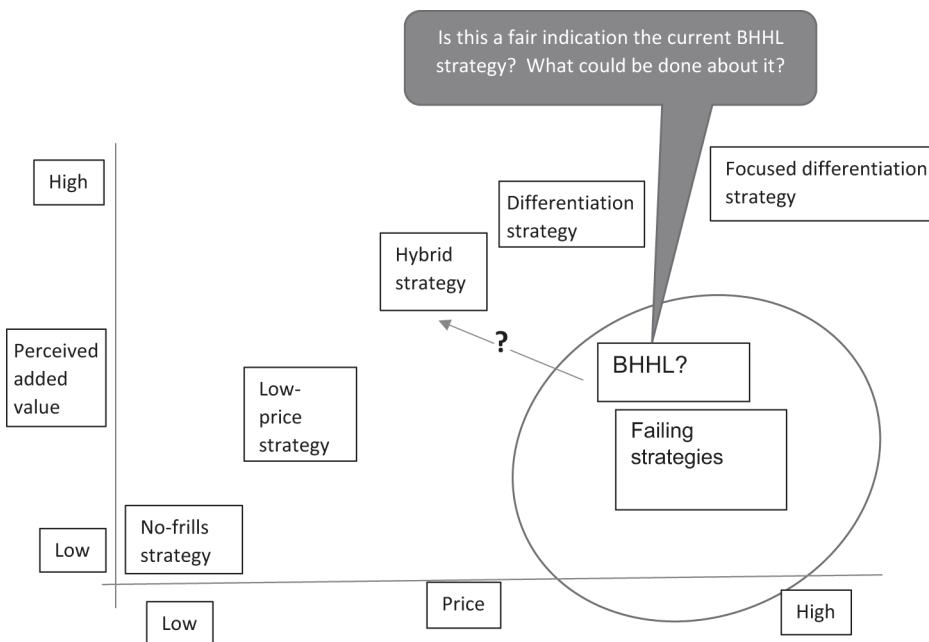 Is this a fair indication the current BHHL
strategy? What could be done about it?
High
Focused differentiation
strategy
Differentiation
strategy
Hybrid
strategy
?
Perceived
added
value
BHHL?
Low-
price
strategy
Failing
strategies
No-frills
strategy
Low
Price
High
Low